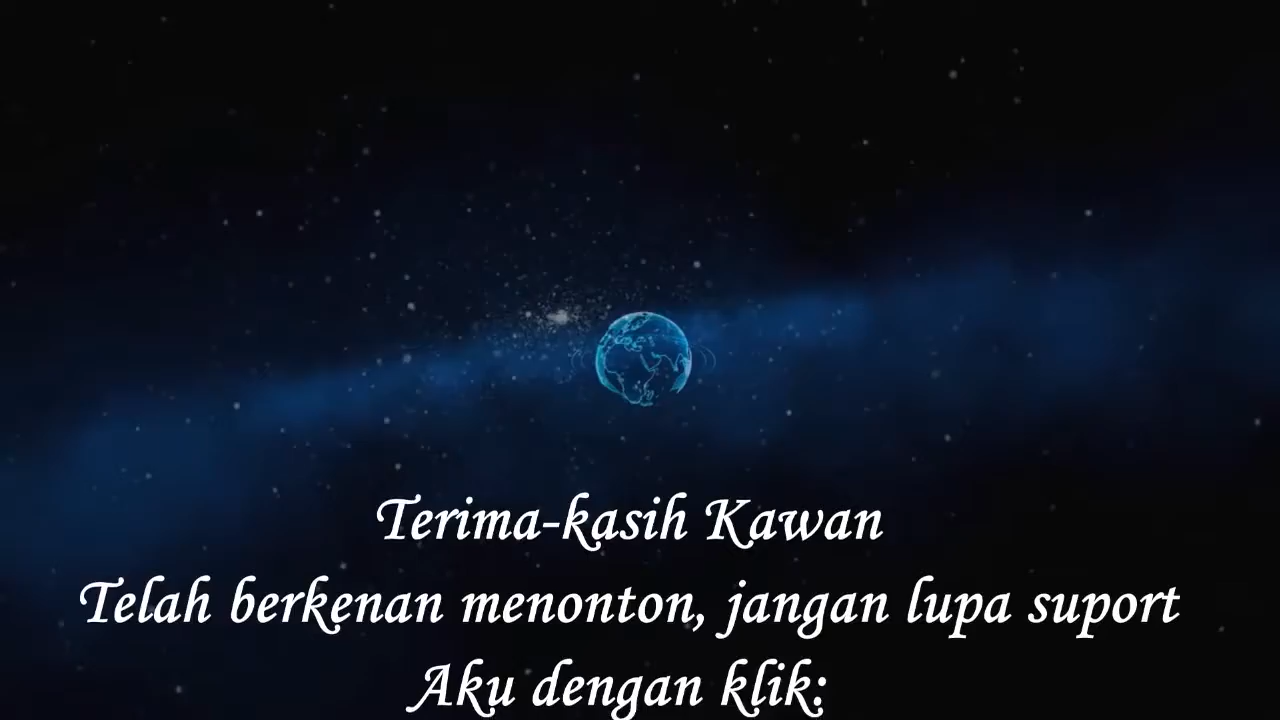 Terima-kasih Kawan
Telah berkenan menonton, jangan lupa suport
Aku dengan klik: